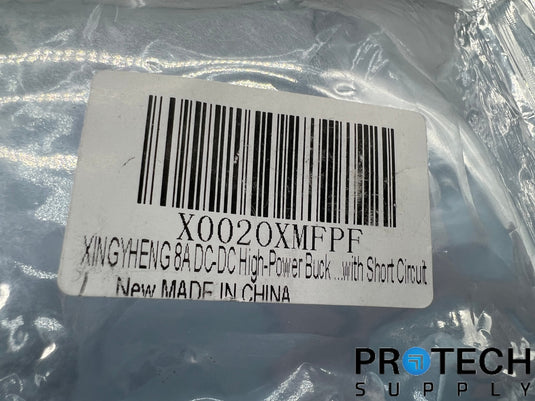 X0020XMFPF
XINGYHENG 8A DC-DC High-Power Buck ...with Short Circuit
New MADE IN CHINA
PROTECH
SUPPLY